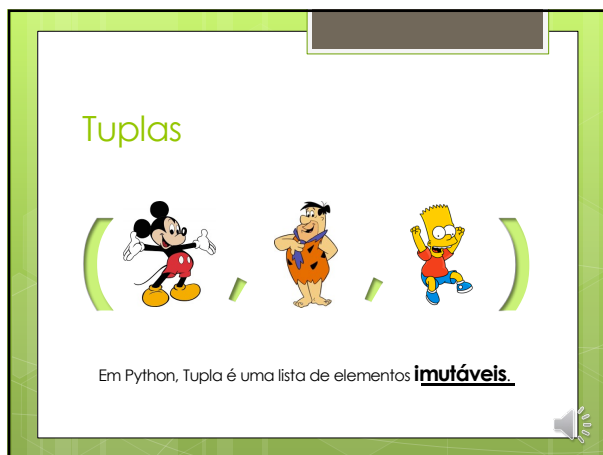 Tuplas
( , , )
Em Python, Tupla é uma lista de elementos imutáveis.